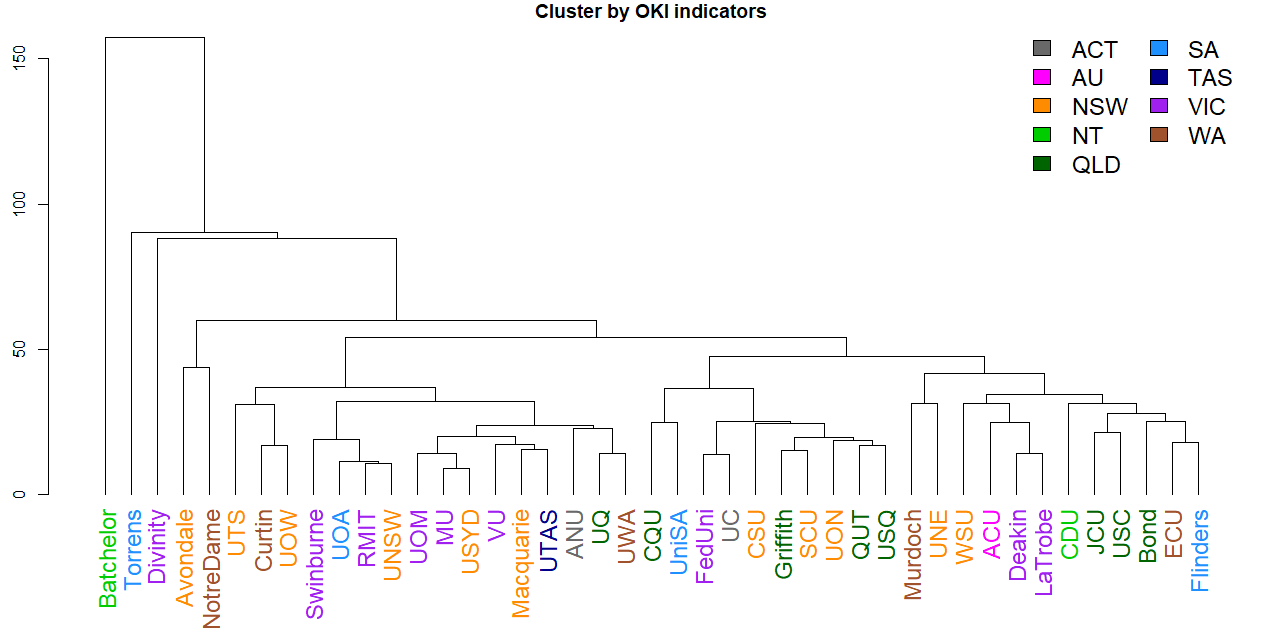 Cluster by OKI indicators
150
100
50
0
ACT
AU
NSW
NT
QLD
SA
TAS
VIC
WA
Batchelor
Torrens
Divinity
Avondale
NotreDame
UTS
Curtin
UOW
Swinburne
UOA
RMIT
UNSW
UOM
MU
USYD
VU
Macquarie
UTAS
ANU
UQ
UWA
CQU
UniSA
FedUni
UC
CSU
Griffith
SCU
UON
QUT
USQ
Murdoch
UNE
WSU
ACU
Deakin
LaTrobe
CDU
JCU
USC
Bond
ECU
Flinders